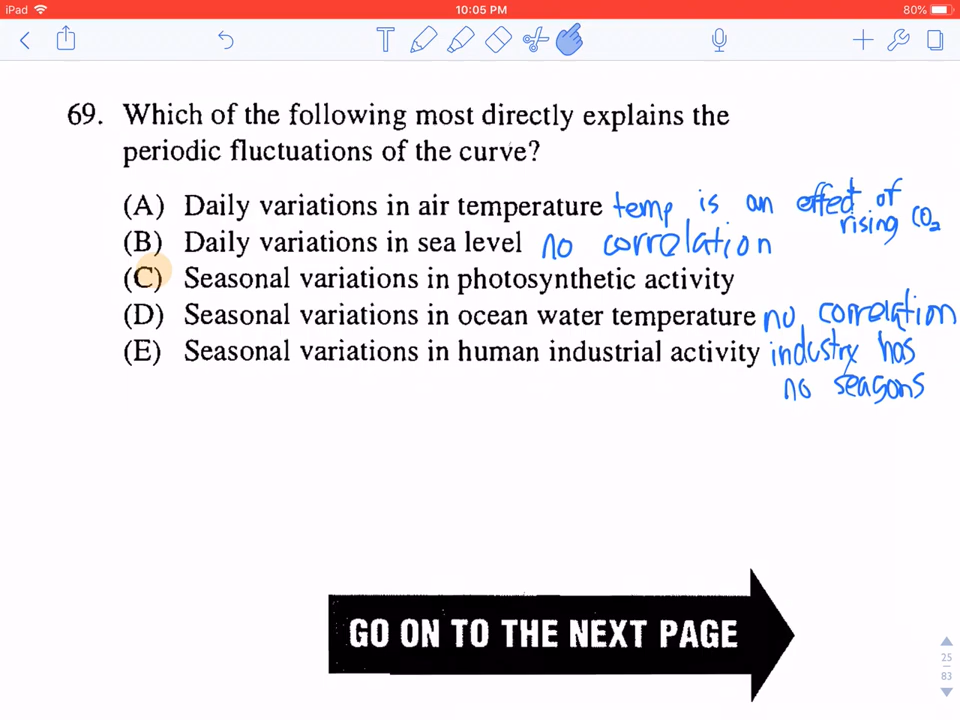 iPad 10:05 PM 80%
T
69. Which of the following most directly explains the
periodic fluctuations of the curve?
(A) Daily variations in air temperature temp is an effect of
rising CO₂
(B) Daily variations in sea level no correlation
(C) Seasonal variations in photosynthetic activity
(D) Seasonal variations in ocean water temperature no correlation
(E) Seasonal variations in human industrial activity industry has
no seasons
GO ON TO THE NEXT PAGE
25
83